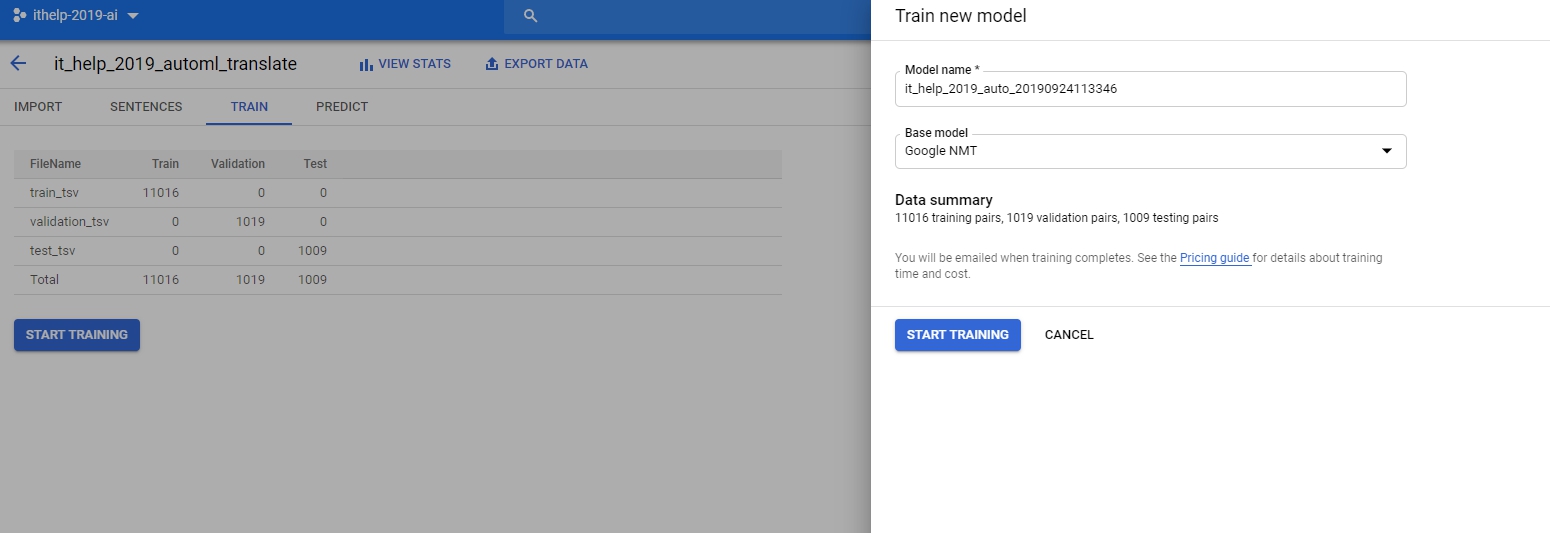 ithelp-2019-ai
it_help_2019_automl_translate
VIEW STATS
EXPORT DATA
IMPORT SENTENCES TRAIN PREDICT
FileName Train Validation Test
train_tsv 11016 0 0
validation_tsv 0 1019 0
test_tsv 0 0 1009
Total 11016 1019 1009
START TRAINING
Train new model
Model name *
it_help_2019_auto_20190924113346
Base model
Google NMT
Data summary
11016 training pairs, 1019 validation pairs, 1009 testing pairs
You will be emailed when training completes. See the Pricing guide for details about training
time and cost.
START TRAINING CANCEL